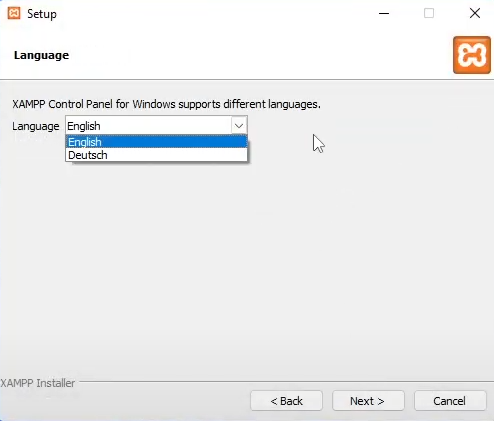 Setup
Language
XAMPP Control Panel for Windows supports different languages.
Language English
English
Deutsch
XAMPP Installer
< Back Next > Cancel